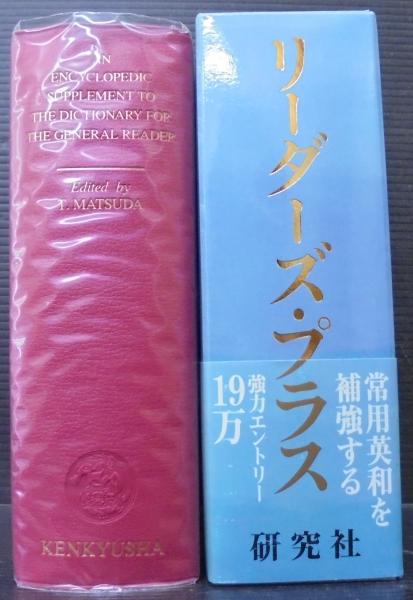 AN
ENCYCLOPEDIC
SUPPLEMENT TO
THE DICTIONARY FOR
THE GENERAL READER
Edited by
T. MATSUDA
KENKYUSHA
リーダーズ・プラス
常用英和を
補強する
強力エントリー
19万
研究社